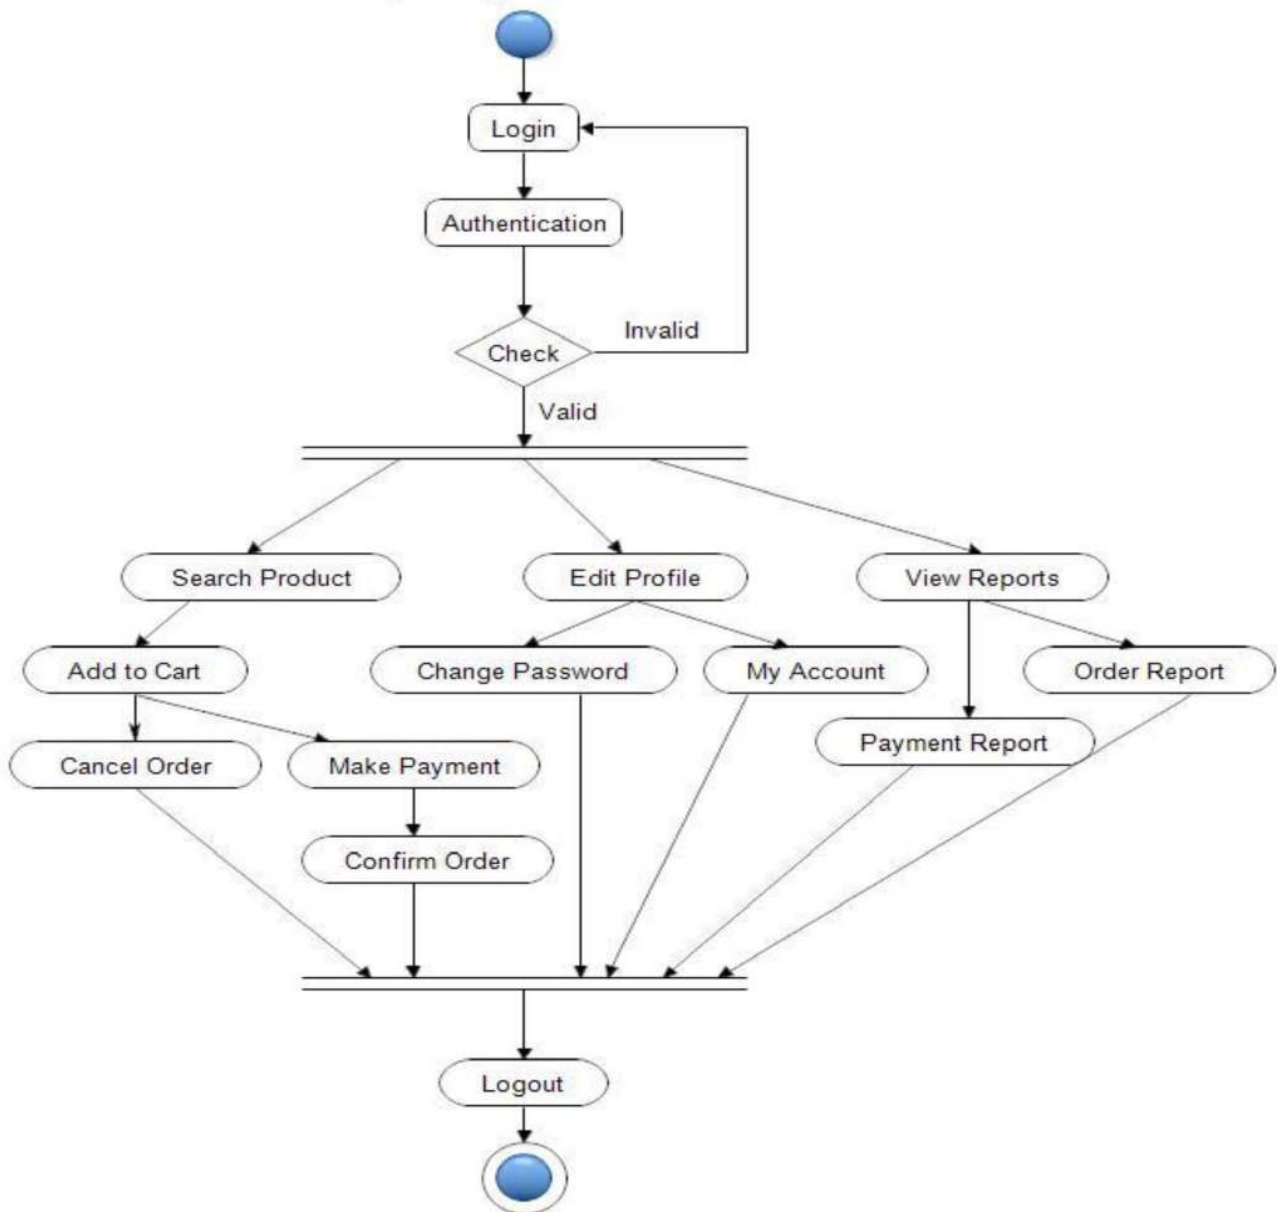 Login
Authentication
Check
Invalid
Valid
Search Product
Edit Profile
View Reports
Add to Cart
Change Password
My Account
Order Report
Cancel Order
Make Payment
Payment Report
Confirm Order
Logout